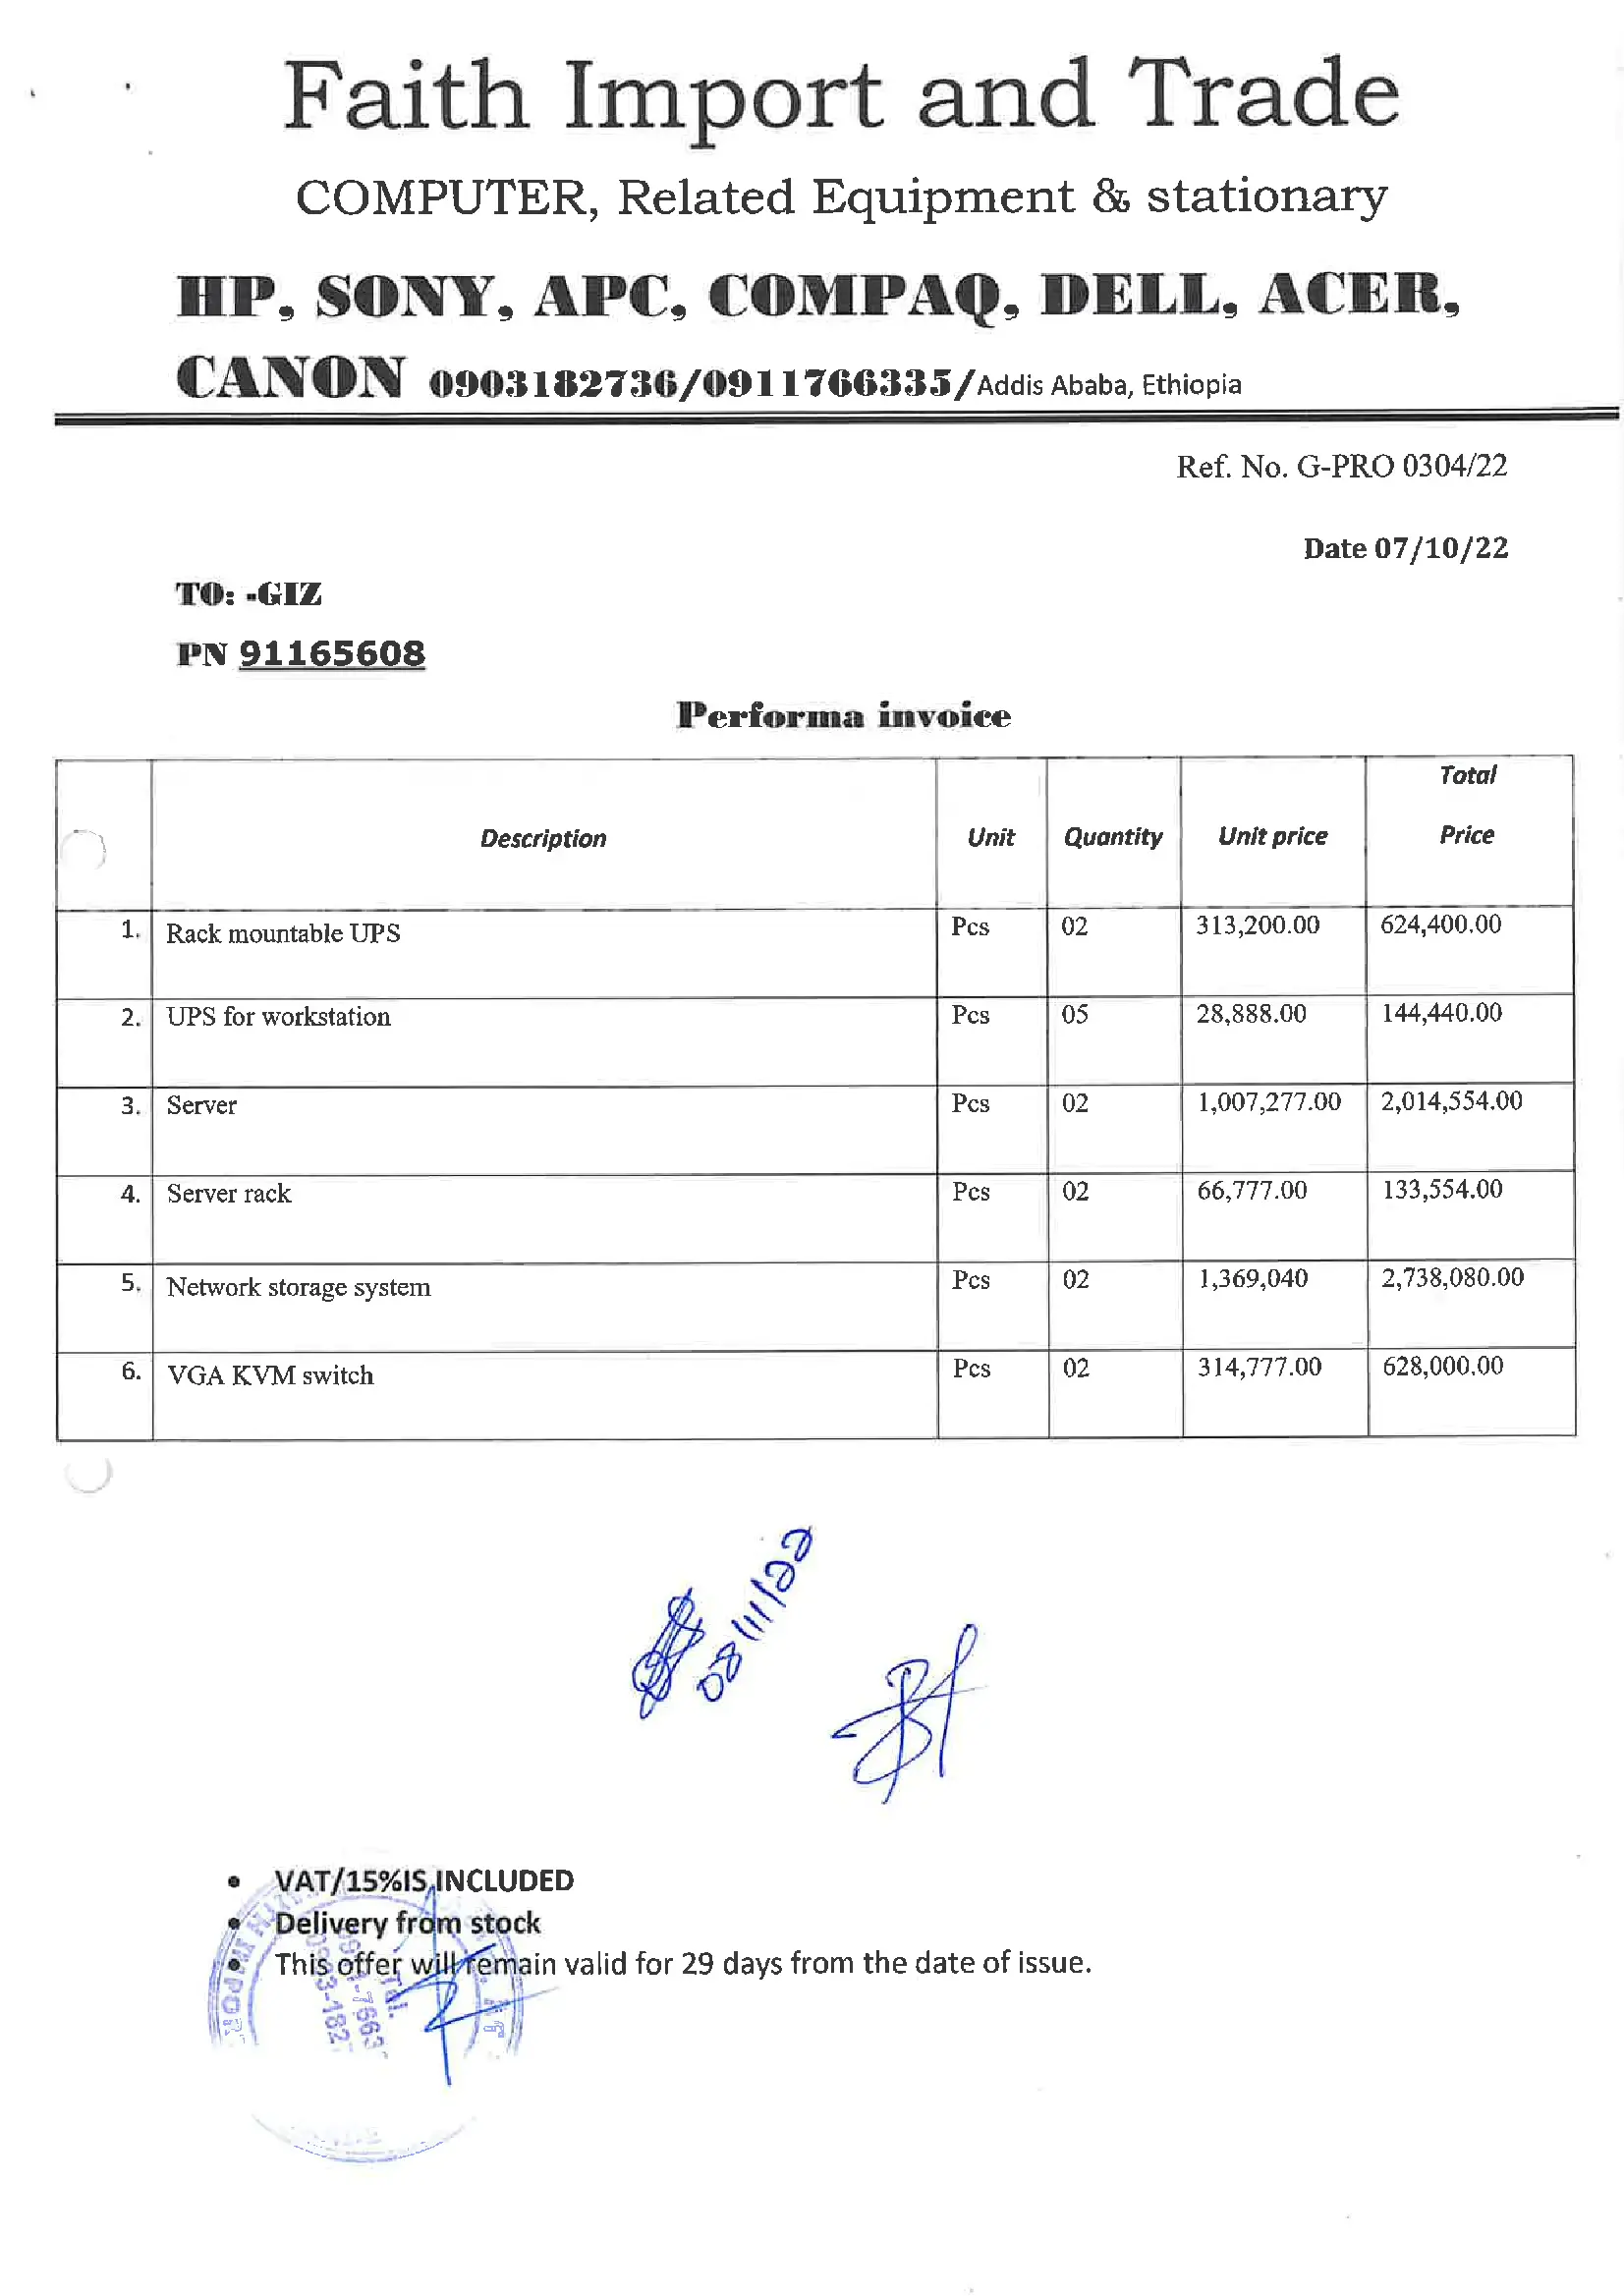 Faith Import and Trade
COMPUTER, Related Equipment & stationary
HP, SONY, APC, COMPAQ, DELL, ACER,
CANON 0903182736/0911766335/Addis Ababa, Ethiopia
Ref. No. G-PRO 0304/22
Date 07/10/22
TO: -GIZ
PN 91165608
Performa invoice
Description Unit Quantity Unit price Total Price
1. Rack mountable UPS Pcs 02 313,200.00 624,400.00
2. UPS for workstation Pcs 05 28,888.00 144,440.00
3. Server Pcs 02 1,007,277.00 2,014,554.00
4. Server rack Pcs 02 66,777.00 133,554.00
5. Network storage system Pcs 02 1,369,040 2,738,080.00
6. VGA KVM switch Pcs 02 314,777.00 628,000.00
08/11/22
• VAT/15%IS INCLUDED
• Delivery from stock
• This offer will remain valid for 29 days from the date of issue.
Tel.